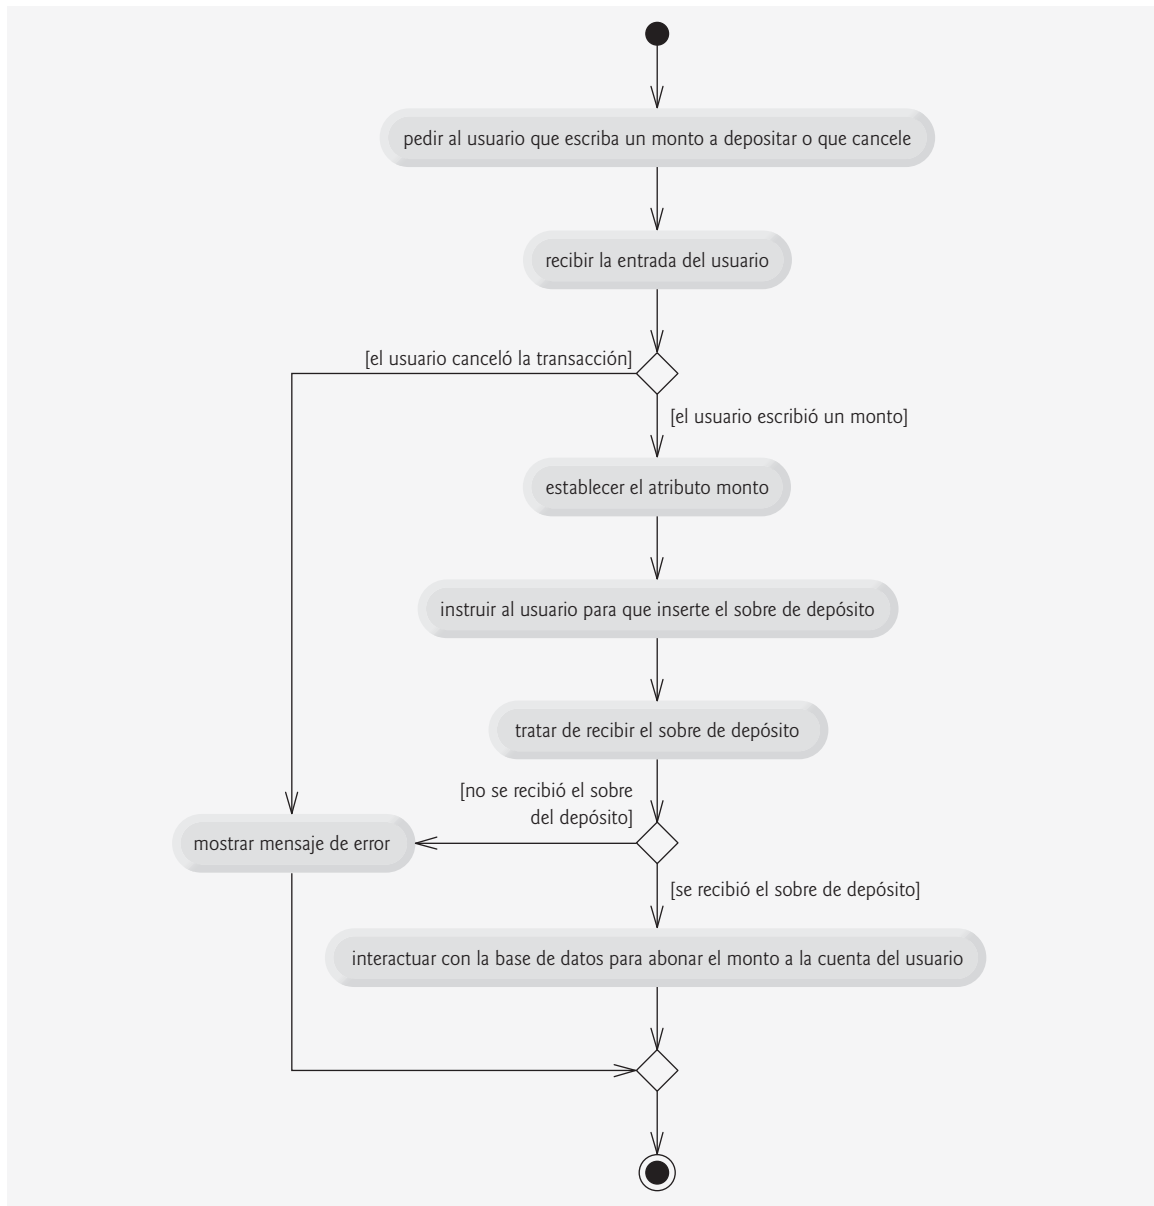 pedir al usuario que escriba un monto a depositar o que cancele
recibir la entrada del usuario
[el usuario canceló la transacción]
[el usuario escribió un monto]
establecer el atributo monto
instruir al usuario para que inserte el sobre de depósito
tratar de recibir el sobre de depósito
[no se recibió el sobre
del depósito]
mostrar mensaje de error
[se recibió el sobre de depósito]
interactuar con la base de datos para abonar el monto a la cuenta del usuario